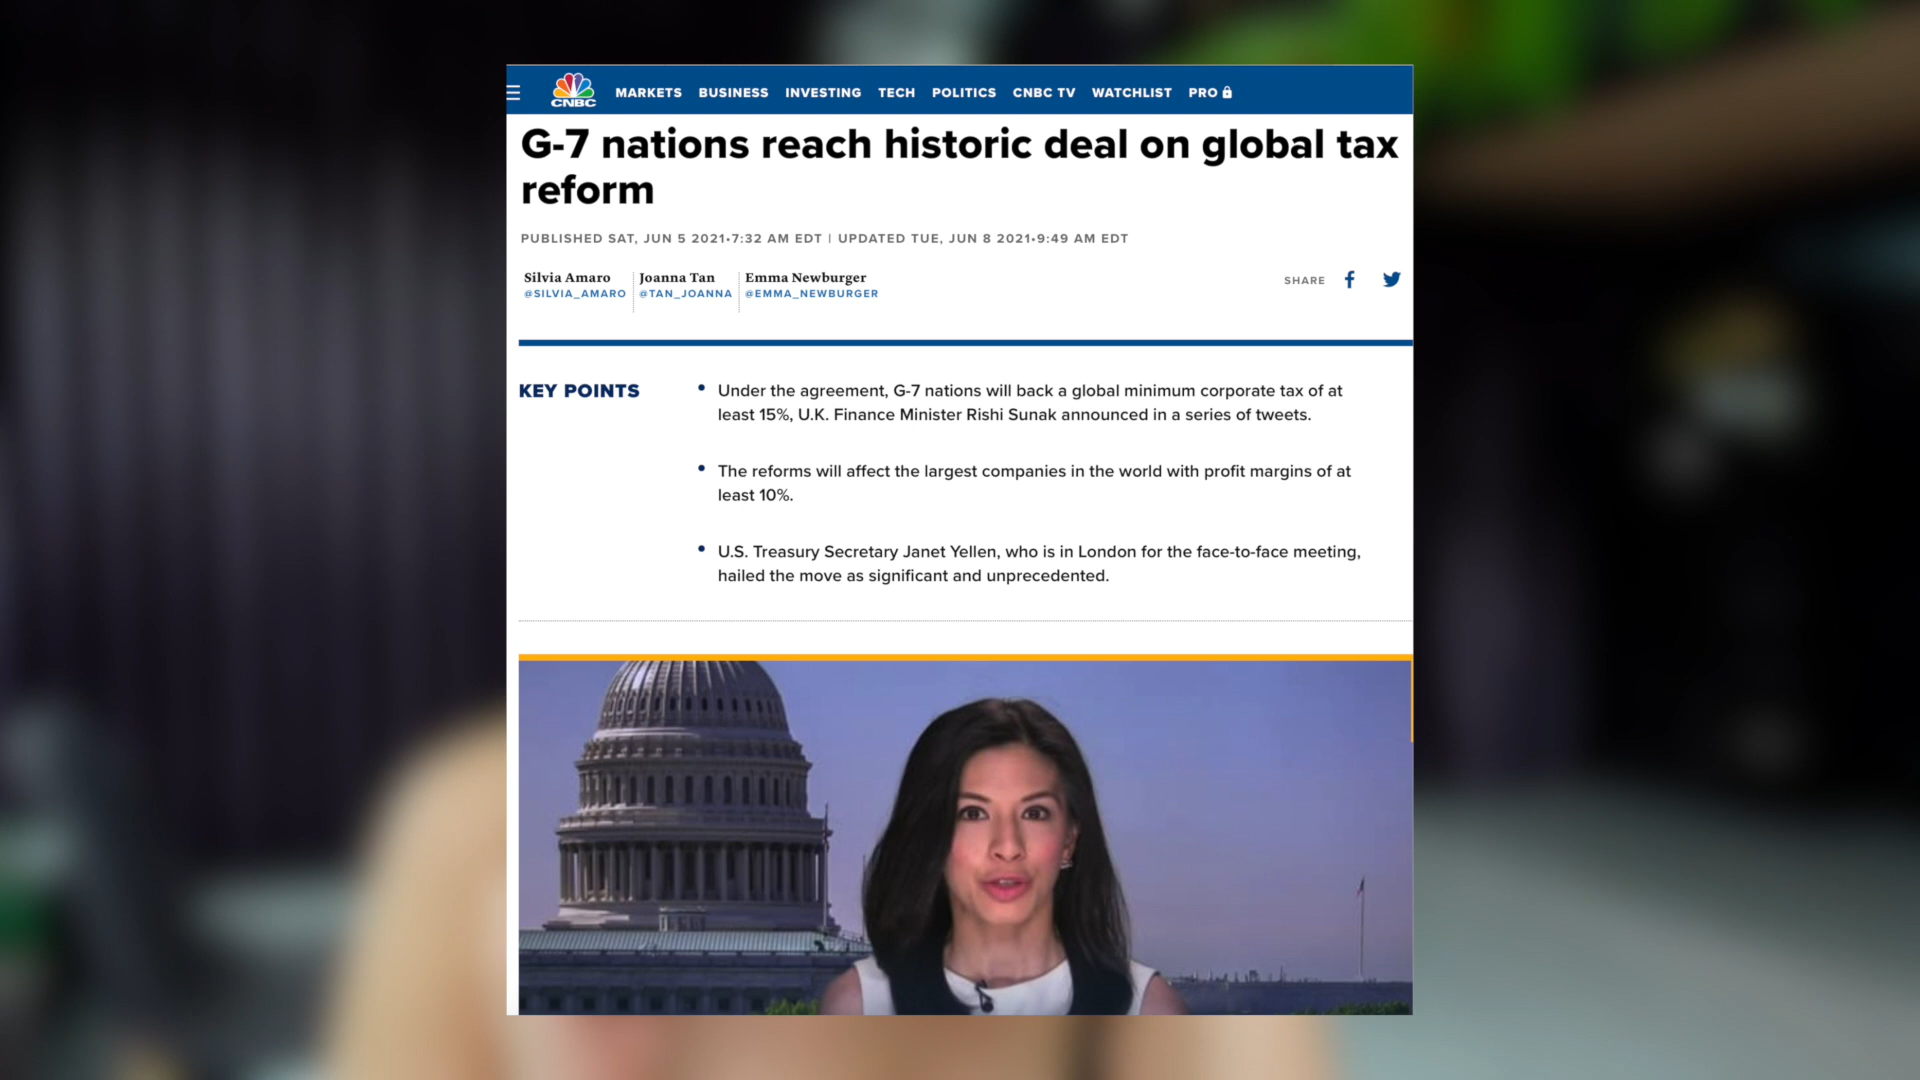 CNBC
MARKETS BUSINESS INVESTING TECH POLITICS CNBC TV WATCHLIST PRO
G-7 nations reach historic deal on global tax
reform
PUBLISHED SAT, JUN 5 2021•7:32 AM EDT | UPDATED TUE, JUN 8 2021•9:49 AM EDT
Silvia Amaro Joanna Tan Emma Newburger
@SILVIA_AMARO @TAN_JOANNA @EMMA_NEWBURGER
SHARE
KEY POINTS
• Under the agreement, G-7 nations will back a global minimum corporate tax of at
least 15%, U.K. Finance Minister Rishi Sunak announced in a series of tweets.
• The reforms will affect the largest companies in the world with profit margins of at
least 10%.
• U.S. Treasury Secretary Janet Yellen, who is in London for the face-to-face meeting,
hailed the move as significant and unprecedented.